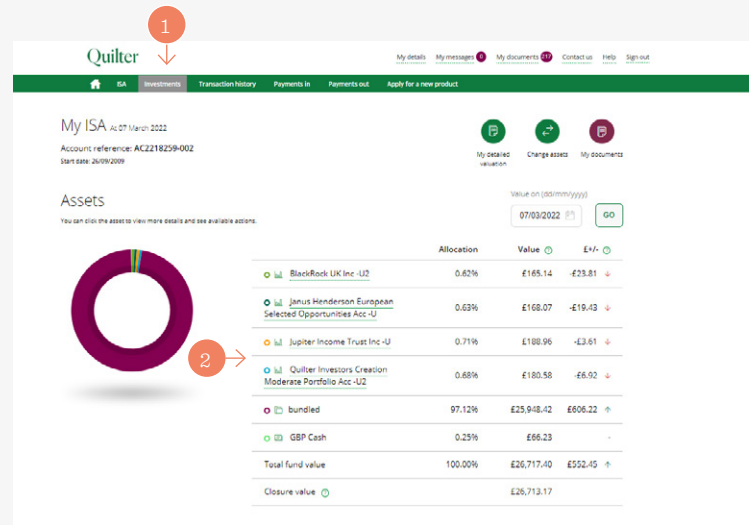 1
Quilter
My details My messages 0 My documents 217 Contact us Help Sign out
ISA Investments Transaction history Payments in Payments out Apply for a new product
My ISA At 07 March 2022
Account reference: AC2218259-002
Start date: 26/09/2009
My detailed valuation Change assets My documents
Assets
Value on (dd/mm/yyyy)
07/03/2022 GO
You can click the asset to view more details and see available actions.
Allocation Value £+/-
BlackRock UK Inc -U2 0.62% £165.14 -£23.81
Janus Henderson European
Selected Opportunities Acc -U 0.63% £168.07 -£19.43
Jupiter Income Trust Inc -U 0.71% £188.96 -£3.61
2
Quilter Investors Creation
Moderate Portfolio Acc -U2 0.68% £180.58 -£6.92
bundled 97.12% £25,948.42 £606.22
GBP Cash 0.25% £66.23 -
Total fund value 100.00% £26,717.40 £552.45
Closure value £26,713.17